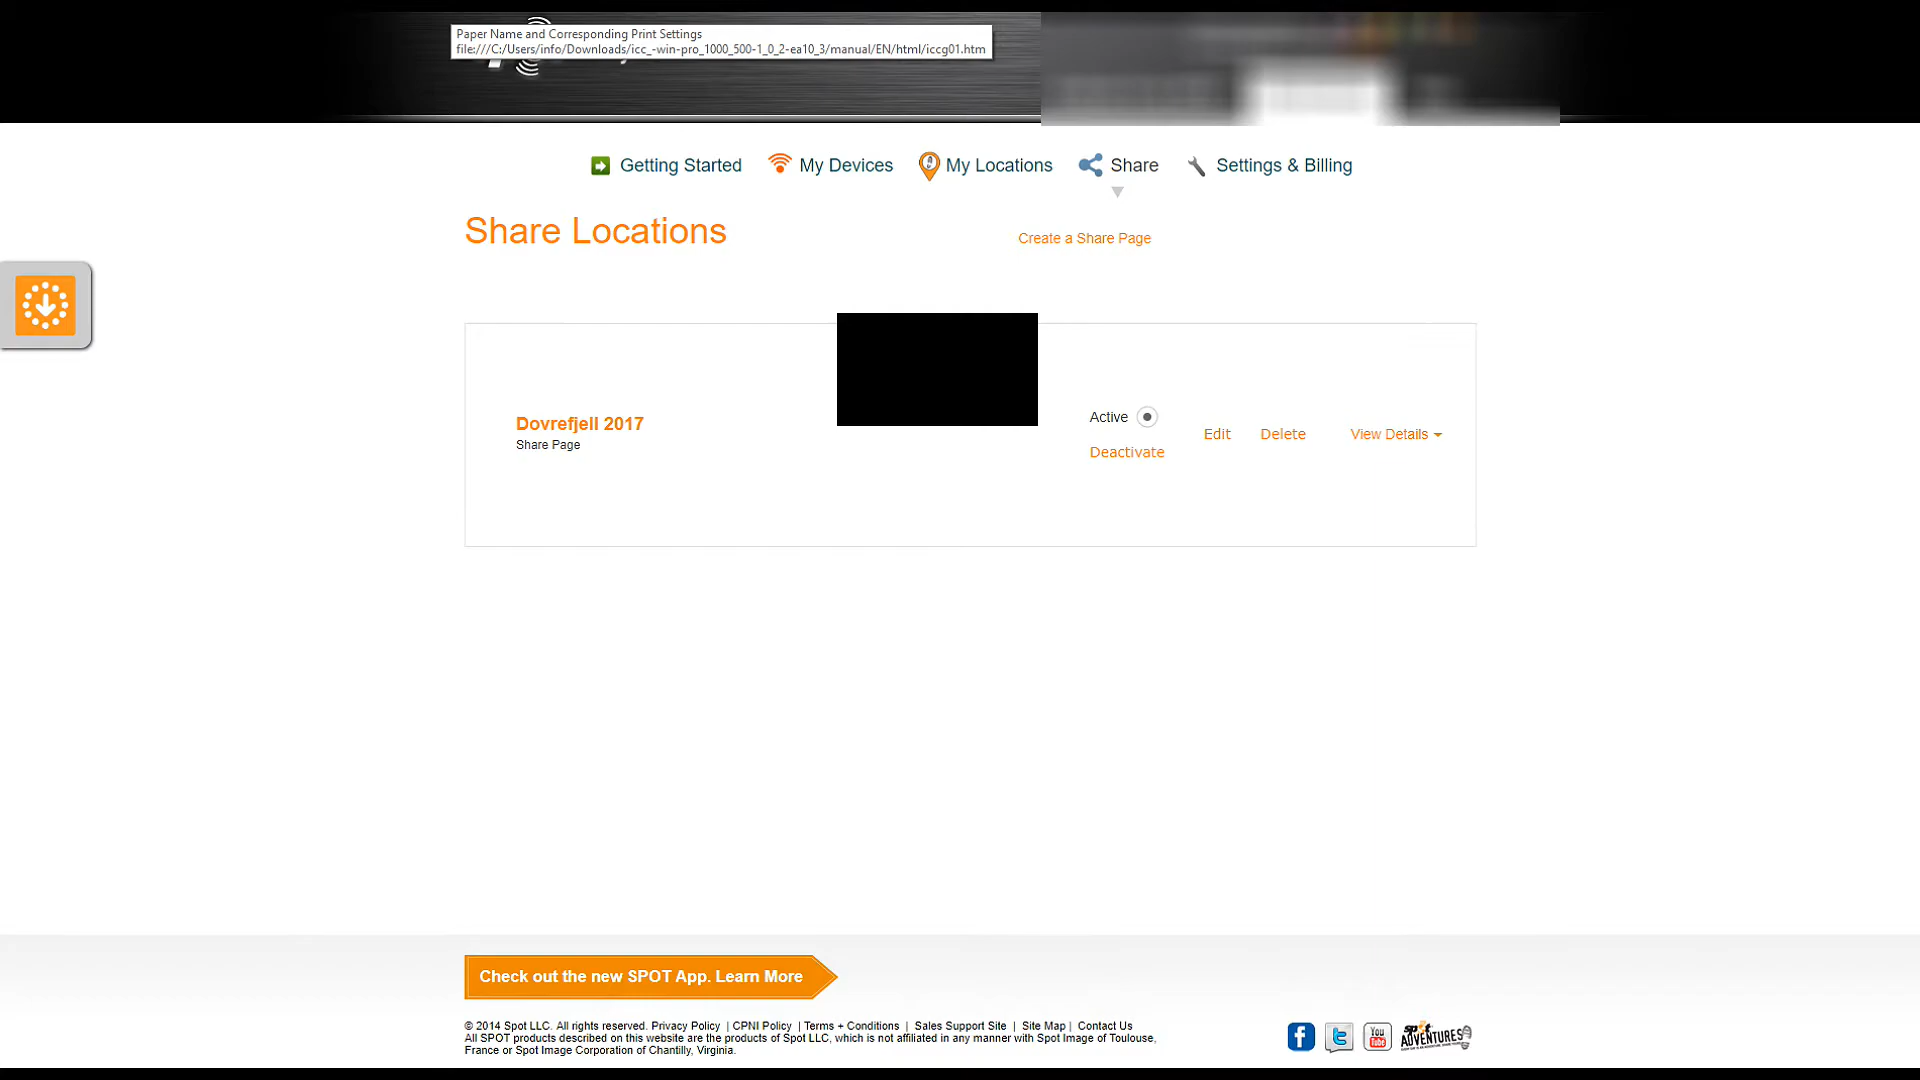 Paper Name and Corresponding Print Settings
file:///C:/Users/info/Downloads/icc_-win-pro_1000_500-1_0_2-ea10_3/manual/EN/html/iccg01.htm
Getting Started My Devices My Locations Share Settings & Billing
Share Locations
Create a Share Page
Dovrefjell 2017
Share Page
Active
Deactivate
Edit Delete View Details
Check out the new SPOT App. Learn More
© 2014 Spot LLC. All rights reserved. Privacy Policy | CPNI Policy | Terms + Conditions | Sales Support Site | Site Map | Contact Us
All SPOT products described on this website are the products of Spot LLC, which is not affiliated in any manner with Spot Image of Toulouse,
France or Spot Image Corporation of Chantilly, Virginia.
You
Tube
spot
ADVENTURES